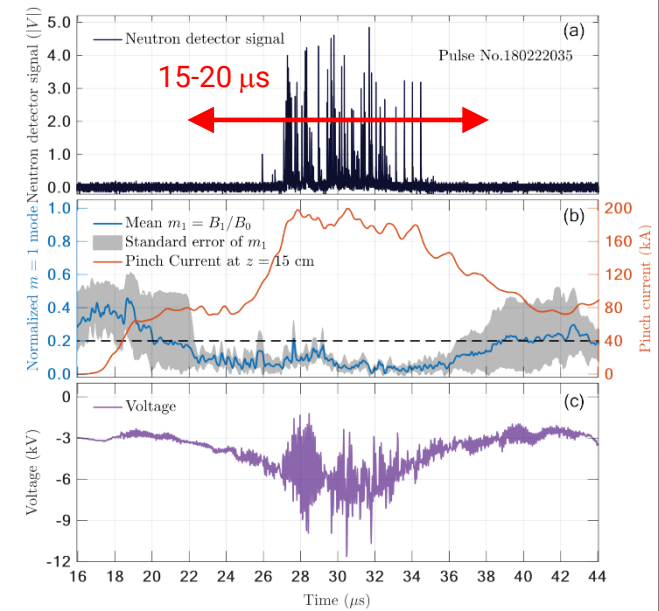 5.0
4.0
3.0
2.0
1.0
0.0
Neutron detector signal (|V|)
Neutron detector signal
(a)
Pulse No.180222035
15-20 μs
1.0
0.8
0.6
0.4
0.2
0.0
Normalized m = 1 mode
Mean m₁ = B₁/B₀
Standard error of m₁
Pinch Current at z = 15 cm
(b)
200
160
120
80
40
0
Pinch current (kA)
0
-3
-6
-9
-12
Voltage (kV)
Voltage
(c)
16 18 20 22 24 26 28 30 32 34 36 38 40 42 44
Time (μs)